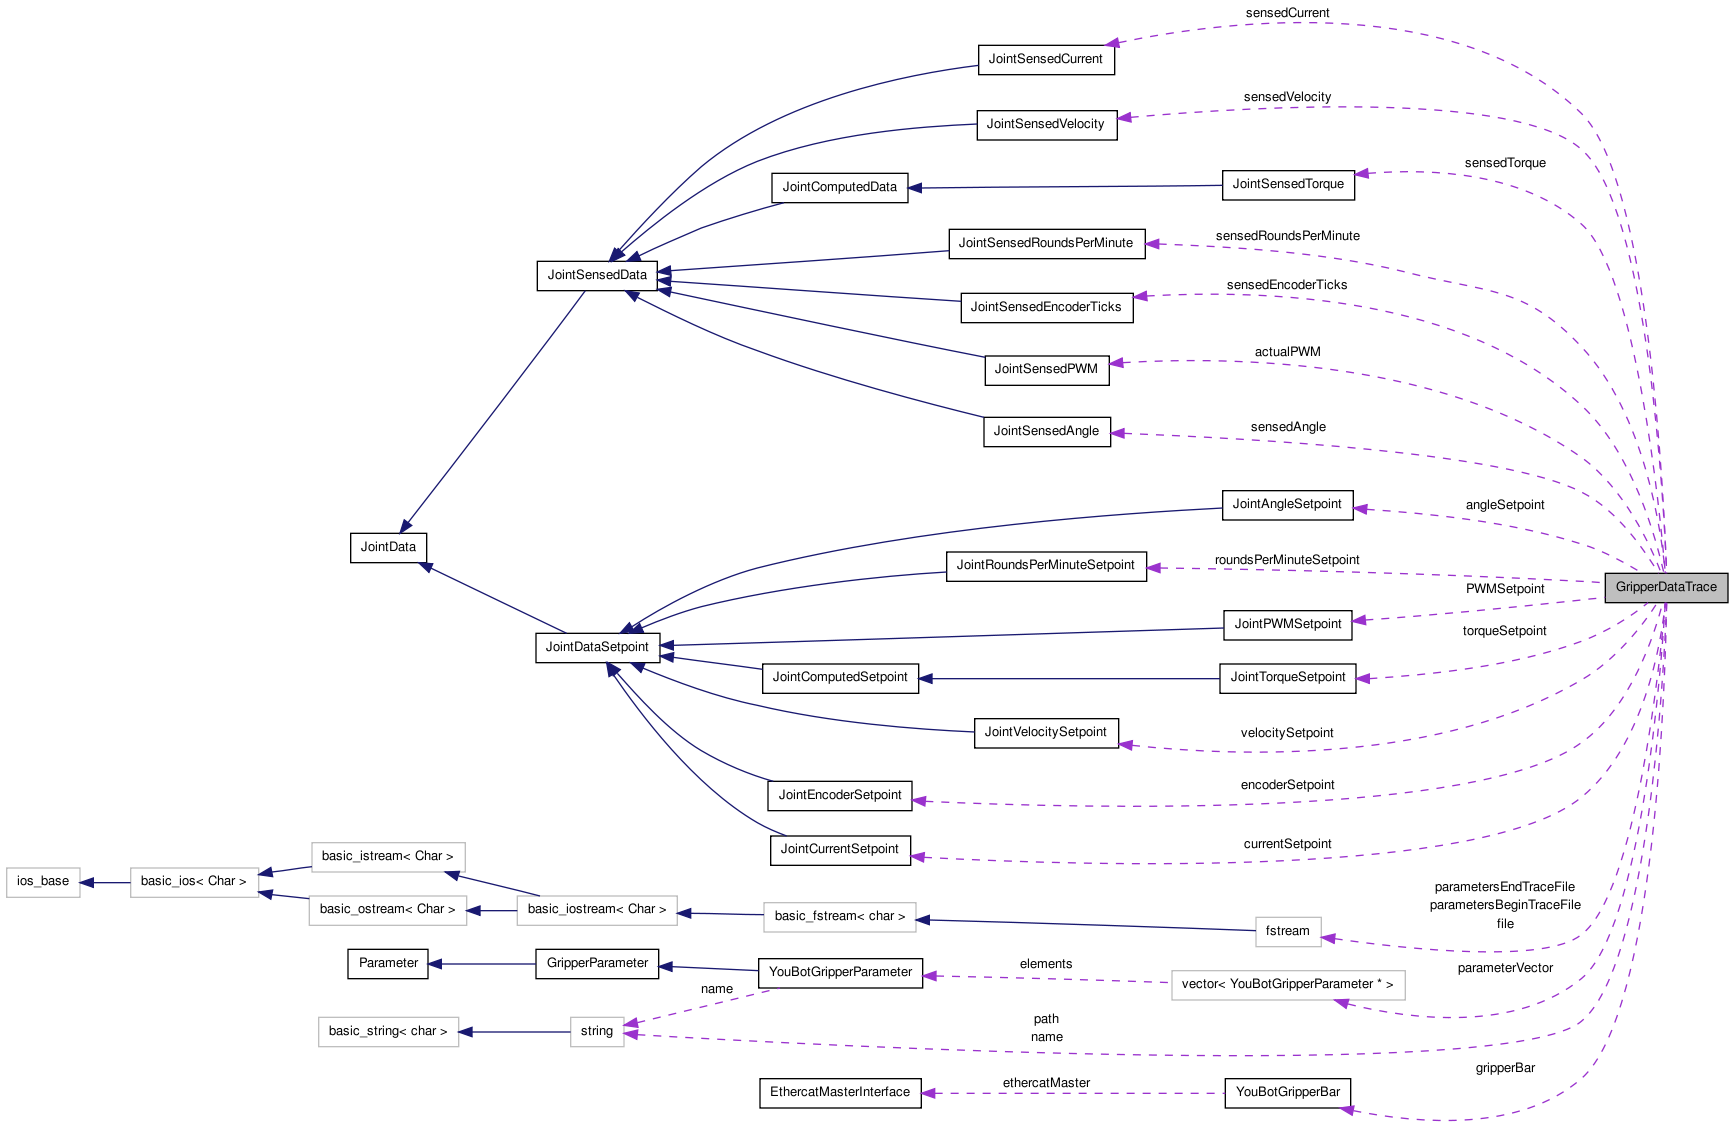 sensedCurrent
JointSensedCurrent
sensedVelocity
JointSensedVelocity
sensedTorque
JointComputedData
JointSensedTorque
sensedRoundsPerMinute
JointSensedRoundsPerMinute
JointSensedData
sensedEncoderTicks
JointSensedEncoderTicks
actualPWM
JointSensedPWM
sensedAngle
JointSensedAngle
angleSetpoint
JointAngleSetpoint
JointData
roundsPerMinuteSetpoint
JointRoundsPerMinuteSetpoint
GripperDataTrace
PWMSetpoint
JointPWMSetpoint
torqueSetpoint
JointDataSetpoint
JointComputedSetpoint
JointTorqueSetpoint
velocitySetpoint
JointVelocitySetpoint
encoderSetpoint
JointEncoderSetpoint
currentSetpoint
JointCurrentSetpoint
basic_istream< Char >
ios_base
basic_ios< Char >
parametersEndTraceFile
parametersBeginTraceFile
file
basic_ostream< Char >
basic_iostream< Char >
basic_fstream< char >
fstream
Parameter
GripperParameter
YouBotGripperParameter
elements
vector< YouBotGripperParameter * >
parameterVector
name
basic_string< char >
string
path
name
gripperBar
EthercatMasterInterface
ethercatMaster
YouBotGripperBar